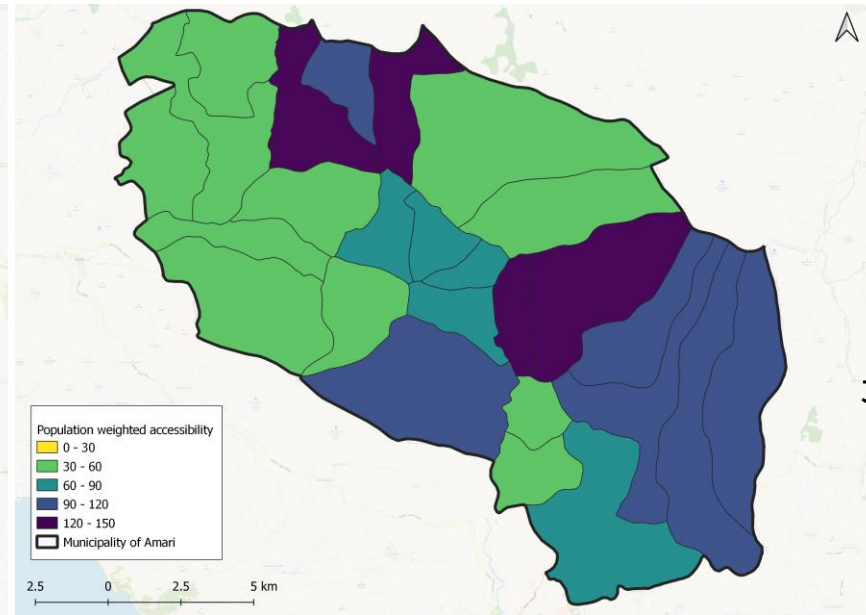 Population weighted accessibility
0 - 30
30 - 60
60 - 90
90 - 120
120 - 150
Municipality of Amari
2.5 0 2.5 5 km